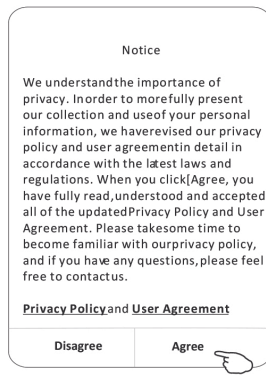 Notice
We understandthe importance of
privacy. Inorder to morefully present
our collection and useof your personal
information, we haverevised our privacy
policy and user agreementin detail in
accordance with the latest laws and
regulations. When you click[Agree, you
have fully read,understood and accepted
all of the updatedPrivacy Policy and User
Agreement. Please takesome time to
become familiar with ourprivacy policy,
and if you have any questions,please feel
free to contactus.
Privacy Policyand User Agreement
Disagree Agree